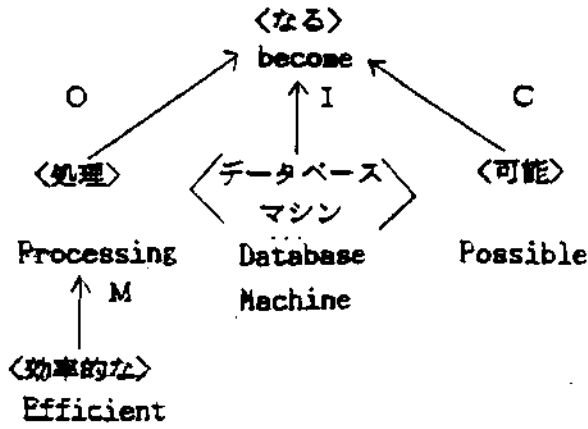 〈なる〉
become
O
I
C
〈処理〉
〈データベース
マシン〉
〈可能〉
Processing
Database
Machine
Possible
M
〈効率的な〉
Efficient